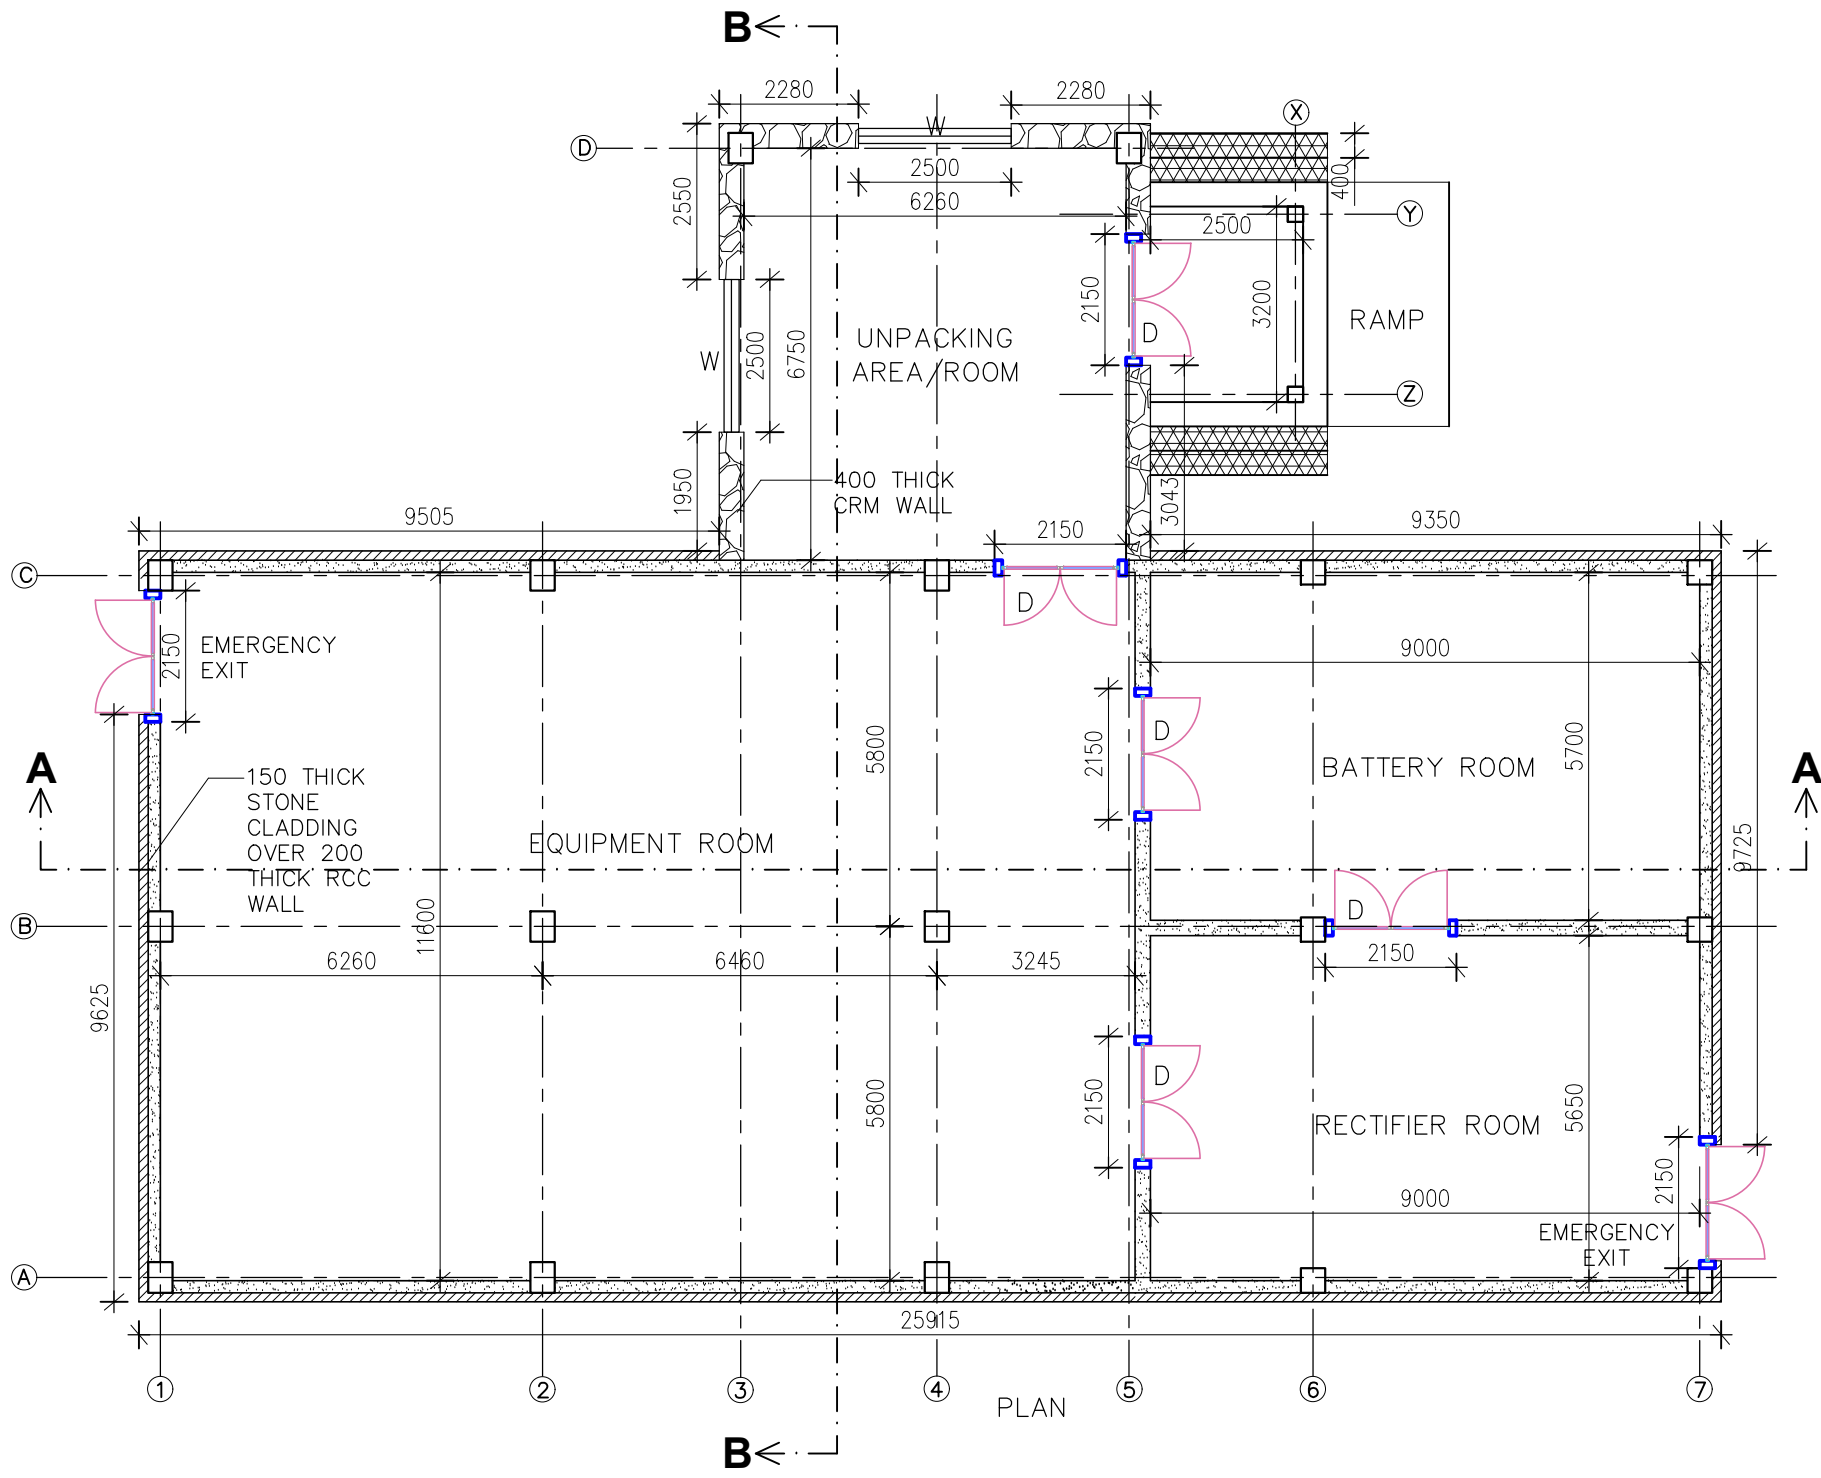 B
2280
2280
X
D
W
400
2550
2500
6260
Y
2500
2150
3200
RAMP
D
UNPACKING
AREA/ROOM
W
2500
6750
Z
1950
400 THICK
CRM WALL
3043
9505
2150
9350
C
D
2150
EMERGENCY
EXIT
9000
D
5800
2150
5700
BATTERY ROOM
A
A
150 THICK
STONE
CLADDING
OVER 200
THICK RCC
WALL
EQUIPMENT ROOM
9725
D
B
11600
6260
6460
3245
2150
9625
D
5800
2150
RECTIFIER ROOM
5650
2150
9000
EMERGENCY
EXIT
A
25915
1
2
3
4
5
6
7
PLAN
B